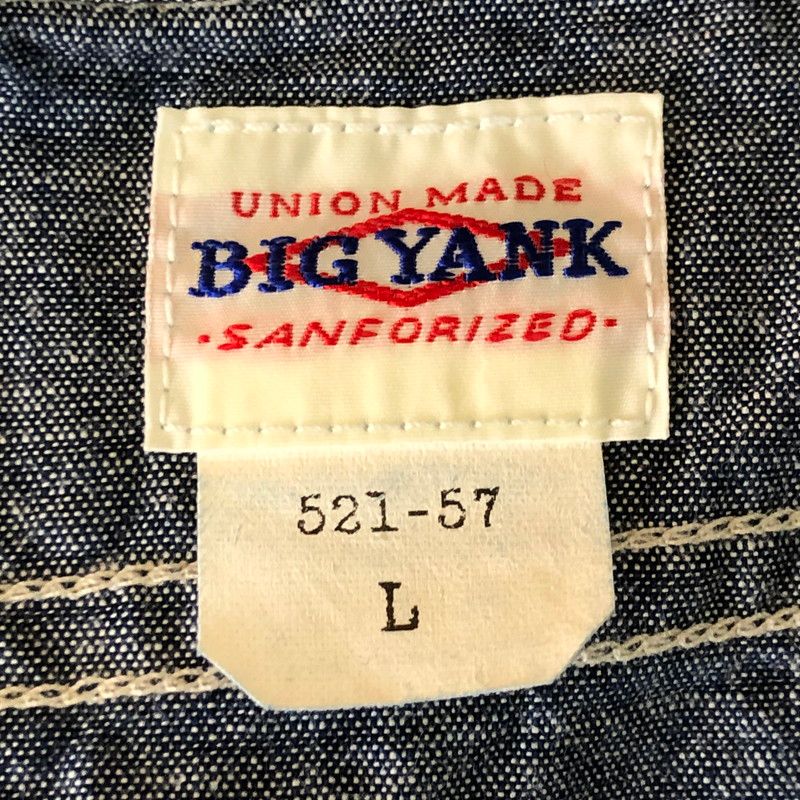 UNION MADE
BIG YANK
·SANFORIZED·
521-57
L